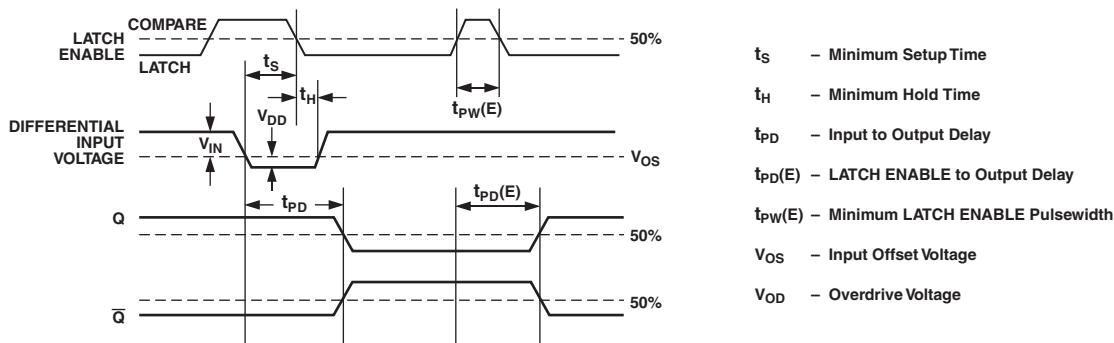 COMPARE
LATCH
ENABLE
LATCH
50%
tS
tH
VDD
tPW(E)
DIFFERENTIAL
INPUT
VOLTAGE
VIN
VOS
tPD
tPD(E)
Q
50%
Q̅
50%
tS – Minimum Setup Time
tH – Minimum Hold Time
tPD – Input to Output Delay
tPD(E) – LATCH ENABLE to Output Delay
tPW(E) – Minimum LATCH ENABLE Pulsewidth
VOS – Input Offset Voltage
VOD – Overdrive Voltage